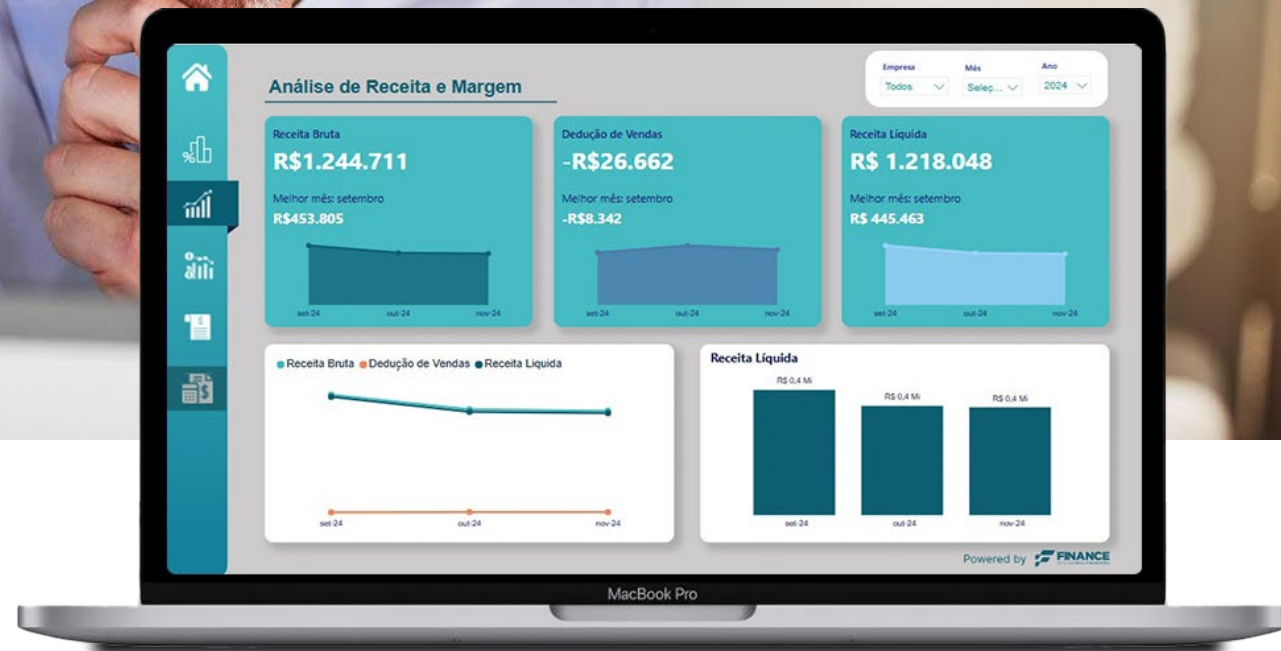 Análise de Receita e Margem
Empresa
Mês
Ano
Todos
Seleç...
2024
Receita Bruta
R$1.244.711
Melhor mês: setembro
R$453.805
set-24 out-24 nov-24
Dedução de Vendas
-R$26.662
Melhor mês: setembro
-R$8.342
set-24 out-24 nov-24
Receita Líquida
R$ 1.218.048
Melhor mês: setembro
R$ 445.463
set-24 out-24 nov-24
Receita Bruta Dedução de Vendas Receita Liquida
set-24 out-24 nov-24
Receita Líquida
R$ 0,4 Mi
R$ 0,4 Mi
R$ 0,4 Mi
set-24 out-24 nov-24
Powered by FINANCE
MacBook Pro